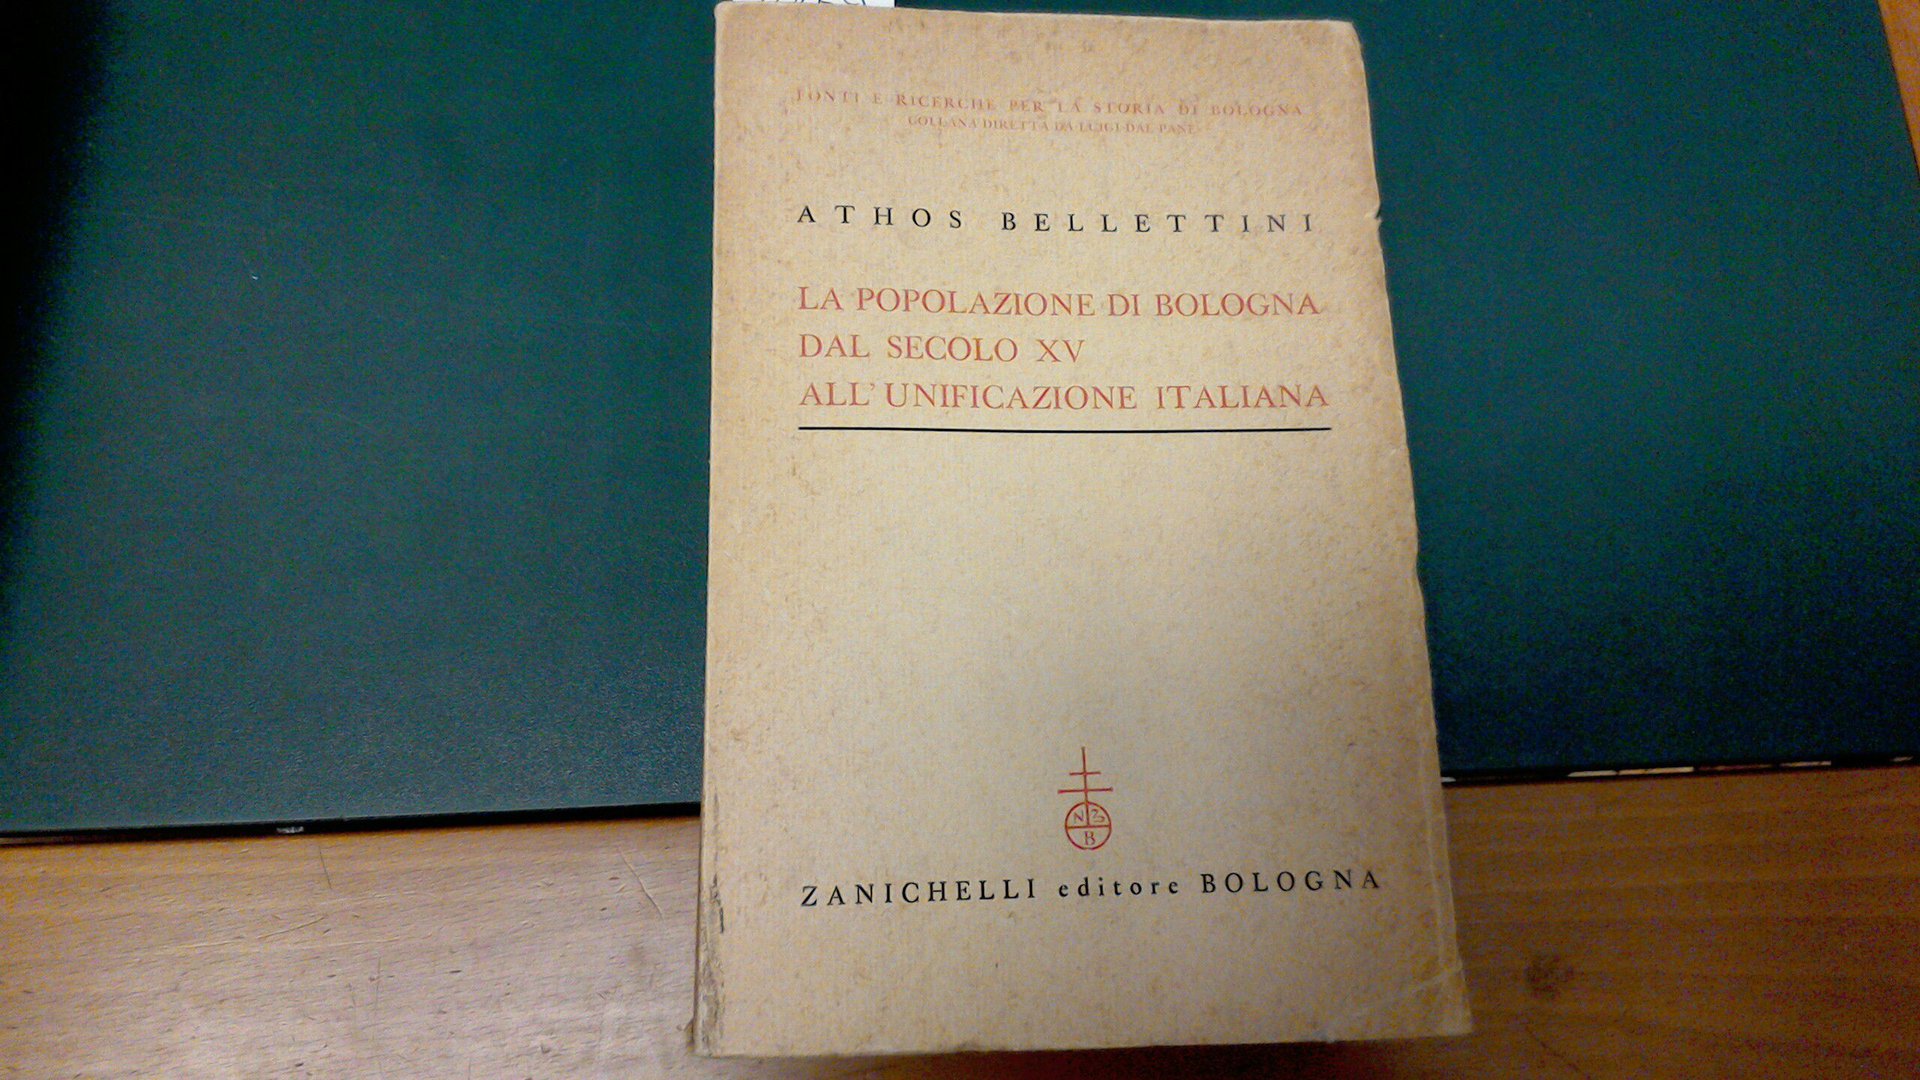 FONTI E RICERCHE PER LA STORIA DI BOLOGNA
COLLANA DIRETTA DA LUIGI DAL PANE
ATHOS BELLETTINI
LA POPOLAZIONE DI BOLOGNA
DAL SECOLO XV
ALL'UNIFICAZIONE ITALIANA
N Z
B
ZANICHELLI editore BOLOGNA